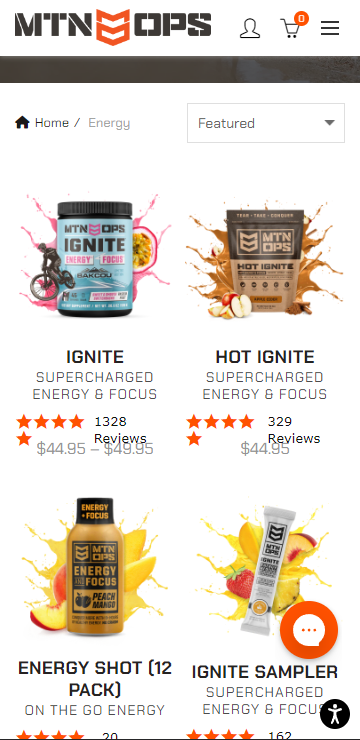 MTN OPS
0
Home / Energy
Featured
MTN OPS
IGNITE
ENERGY FOCUS
BAKCOU
TRAIN · TRAIL · CONQUER
MTN OPS
HOT IGNITE
IGNITE
SUPERCHARGED
ENERGY & FOCUS
1328
Reviews
$44.95 – $49.95
HOT IGNITE
SUPERCHARGED
ENERGY & FOCUS
329
Reviews
$44.95
ENERGY
+ FOCUS
MTN OPS
ENERGY
AND FOCUS
PEACH
MANGO
MTN
OPS
ENERGY SHOT (12
PACK)
ON THE GO ENERGY
20
IGNITE SAMPLER
SUPERCHARGED
ENERGY & FOCUS
162